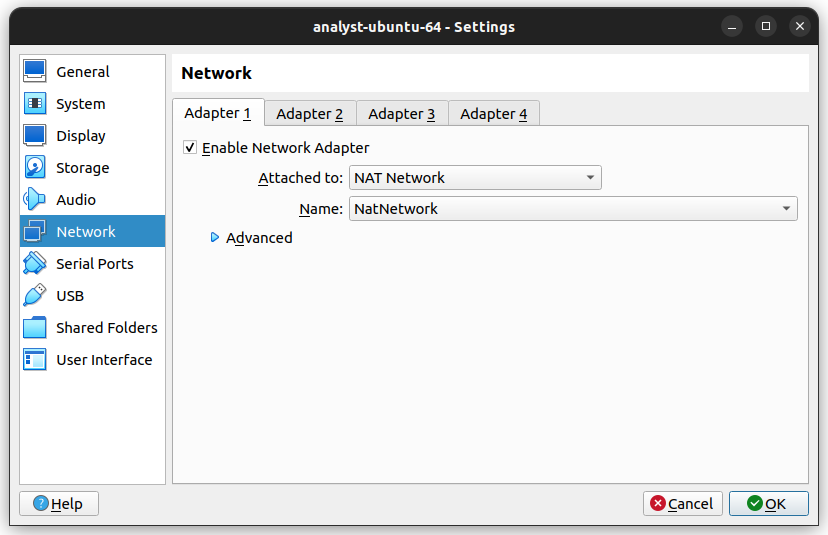 analyst-ubuntu-64 - Settings
General
System
Display
Storage
Audio
Network
Serial Ports
USB
Shared Folders
User Interface
Network
Adapter 1
Adapter 2
Adapter 3
Adapter 4
Enable Network Adapter
Attached to: NAT Network
Name: NatNetwork
Advanced
Help
Cancel
OK